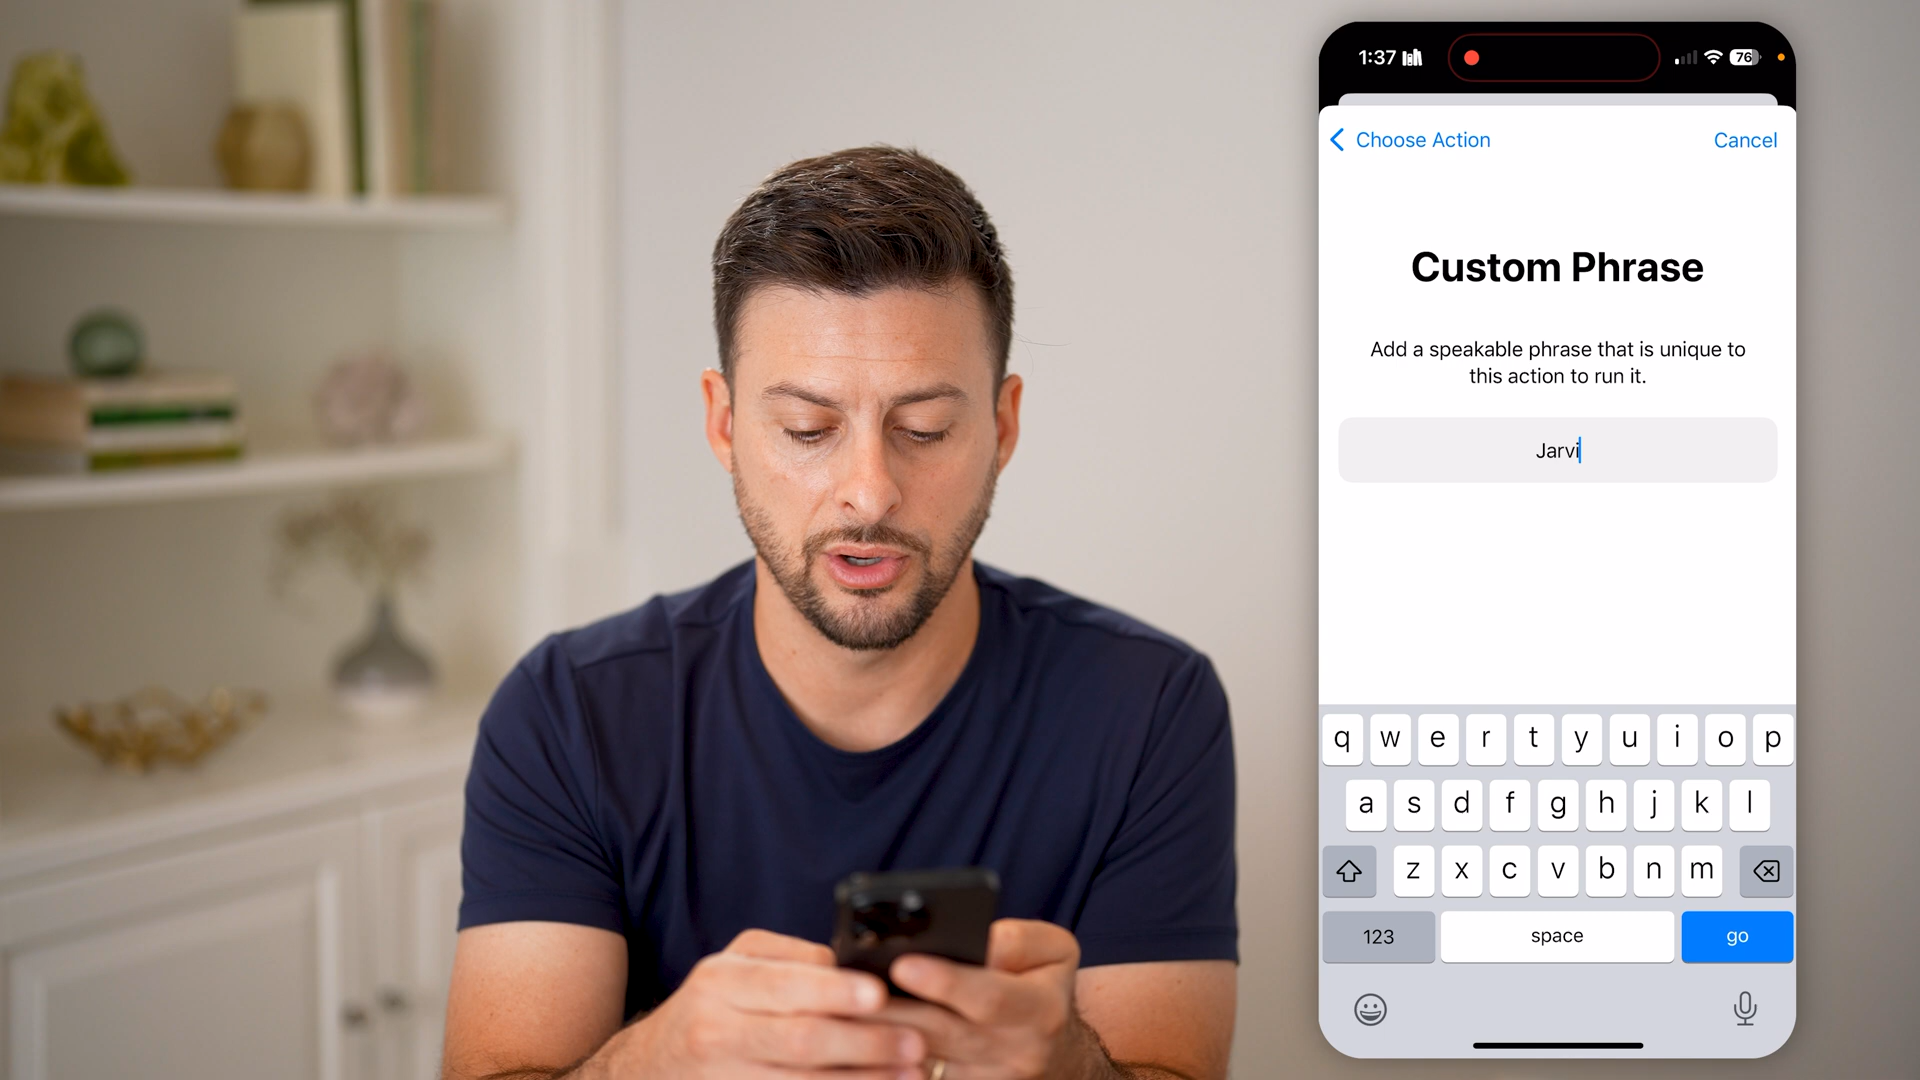 1:37
76
Choose Action
Cancel
Custom Phrase
Add a speakable phrase that is unique to
this action to run it.
Jarvi
q w e r t y u i o p
a s d f g h j k l
z x c v b n m
123
space
go